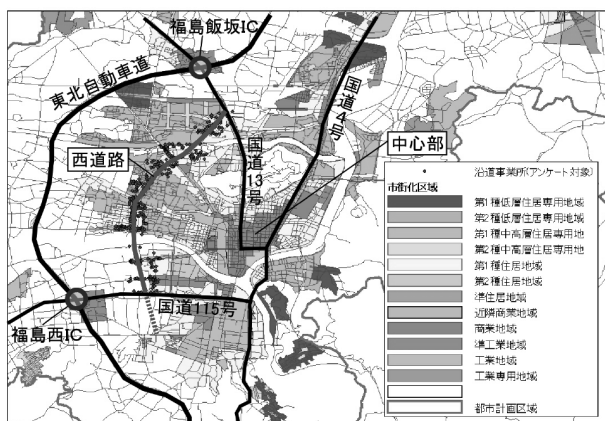 福島飯坂IC
東北自動車道
国道4号
西道路
国道13号
中心部
国道115号
福島西IC
沿道事業所(アンケート対象)
市街化区域
第1種低層住居専用地域
第2種低層住居専用地域
第1種中高層住居専用地
第2種中高層住居専用地
第1種住居地域
第2種住居地域
準住居地域
近隣商業地域
商業地域
準工業地域
工業地域
工業専用地域
都市計画区域